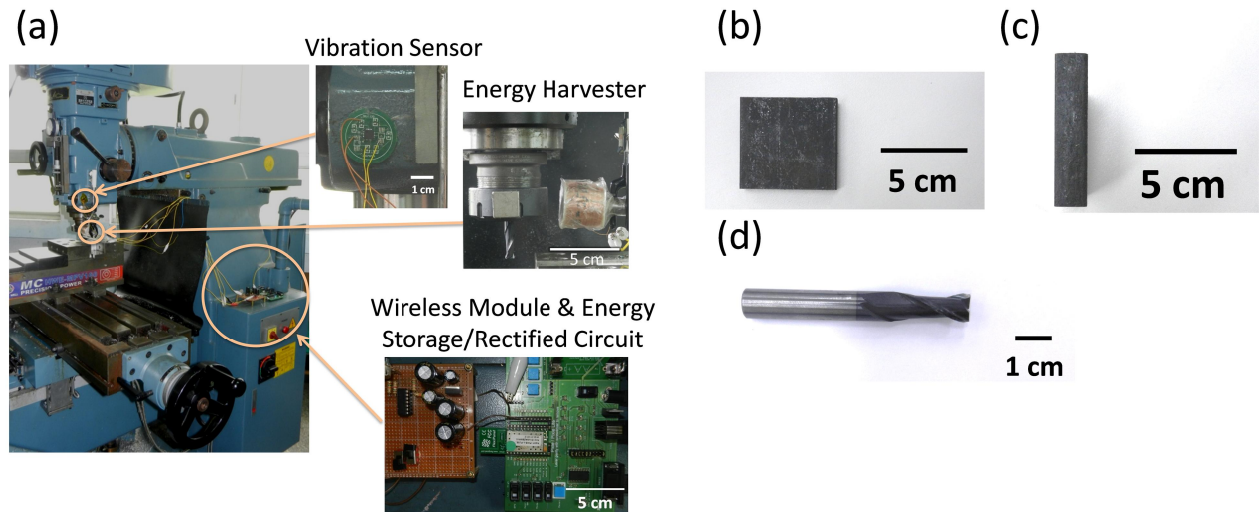 (a)
Vibration Sensor
1 cm
Energy Harvester
5 cm
MC
PRECISION POWER
Wireless Module & Energy
Storage/Rectified Circuit
5 cm
(b)
5 cm
(c)
5 cm
(d)
1 cm